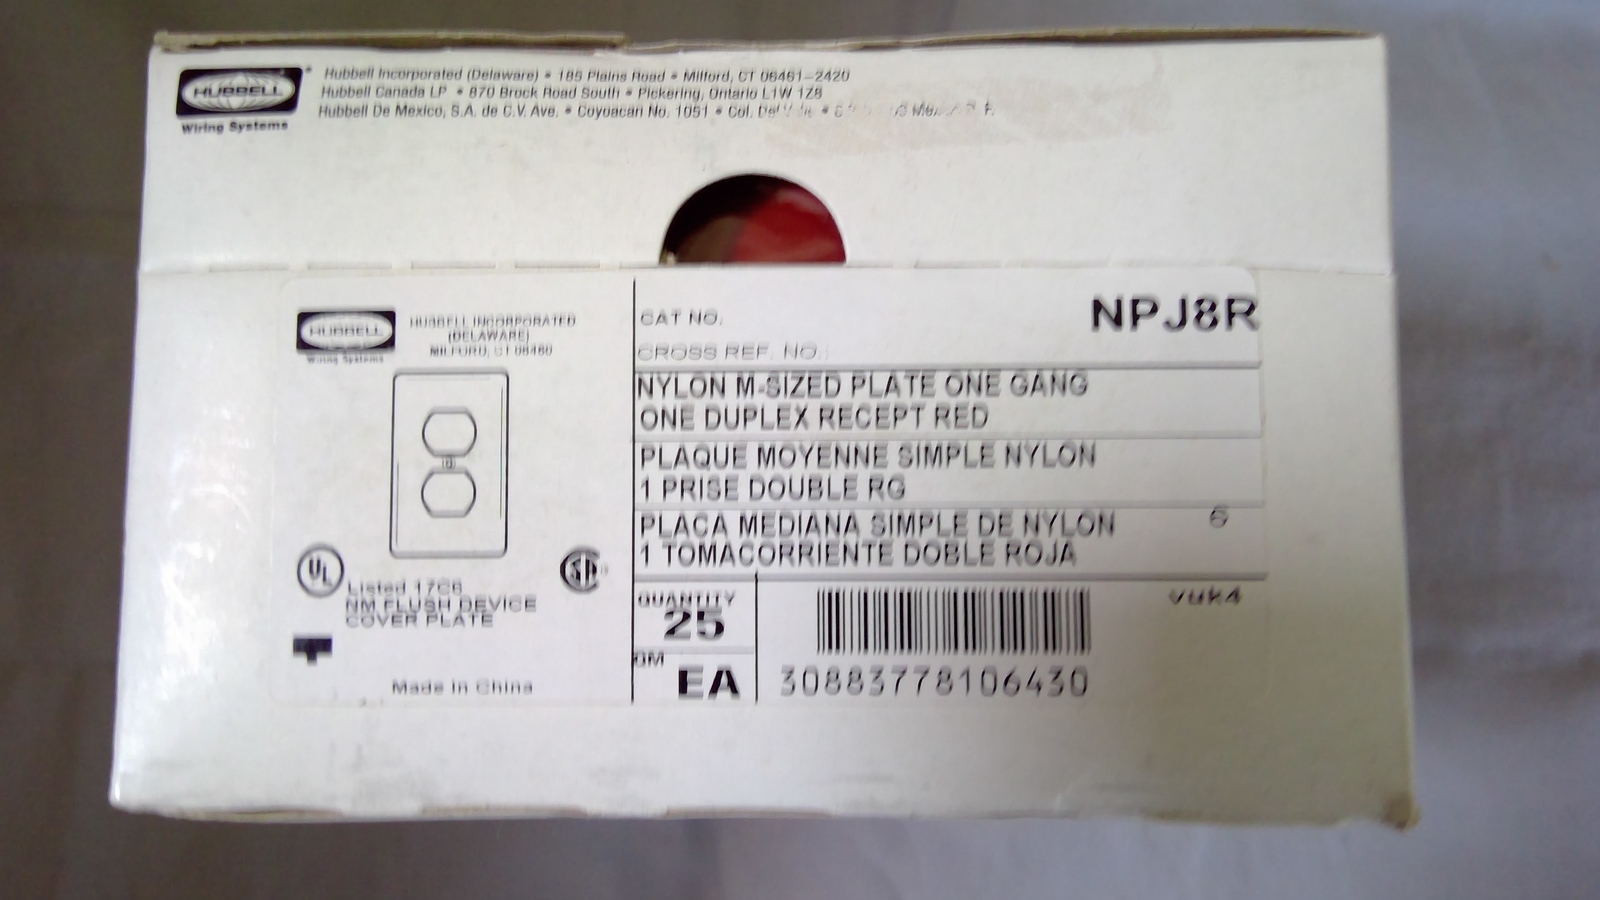 HUBBELL
Wiring Systems
Hubbell Incorporated (Delaware) • 185 Plains Road • Milford, CT 06461-2420
Hubbell Canada LP • 870 Brock Road South • Pickering, Ontario L1W 1Z8
Hubbell De Mexico, S.A. de C.V. Ave. • Coyoacan No. 1051 • Col.
HUBBELL
Wiring Systems
HUBBELL INCORPORATED
(DELAWARE)
MILFORD, CT 06460
CAT NO.
NPJ8R
CROSS REF. NO.:
NYLON M-SIZED PLATE ONE GANG
ONE DUPLEX RECEPT RED
PLAQUE MOYENNE SIMPLE NYLON
1 PRISE DOUBLE RG
PLACA MEDIANA SIMPLE DE NYLON
1 TOMACORRIENTE DOBLE ROJA
UL
Listed 17C6
NM FLUSH DEVICE
COVER PLATE
Made in China
QUANTITY
25
EA
30883778106430
vuk4